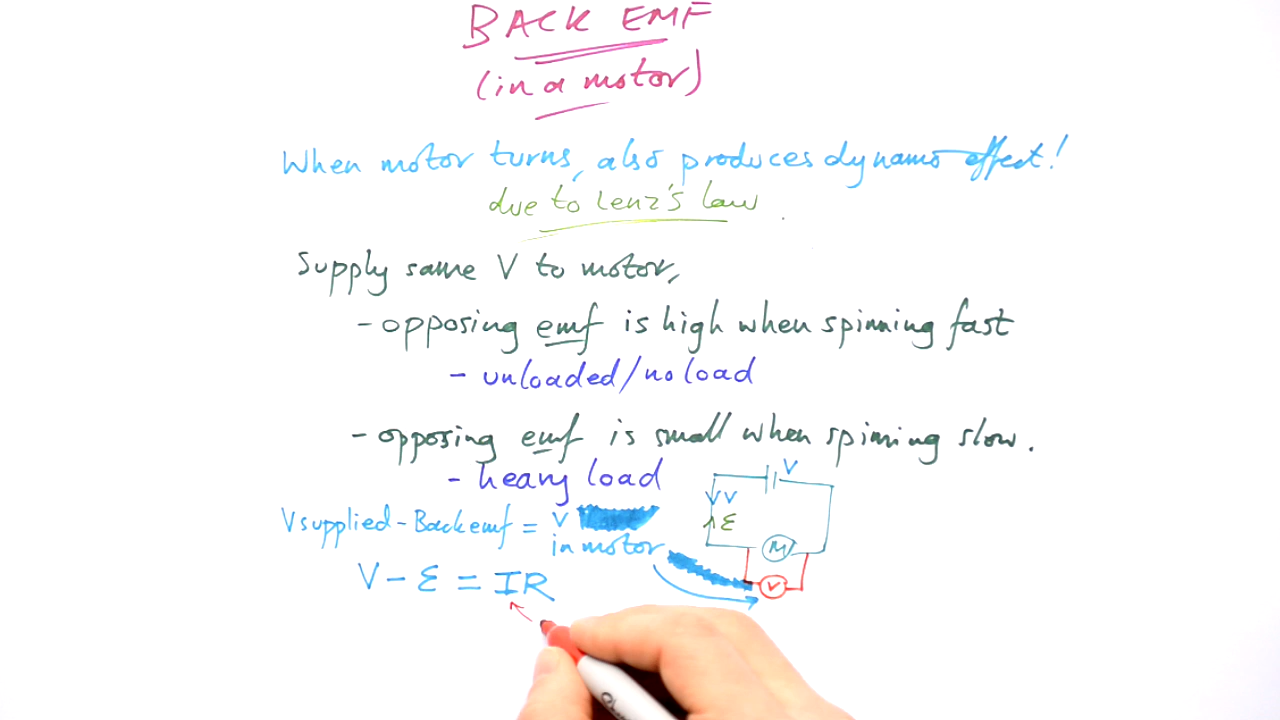 BACK EMF
(in a motor)
When motor turns, also produces dynamo effect!
due to Lenz's law
Supply same V to motor,
- opposing emf is high when spinning fast
- unloaded/no load
- opposing emf is small when spinning slow.
- heavy load
V
V
ε
M
V
Vsupplied - Back emf = V
in motor
V - ε = IR